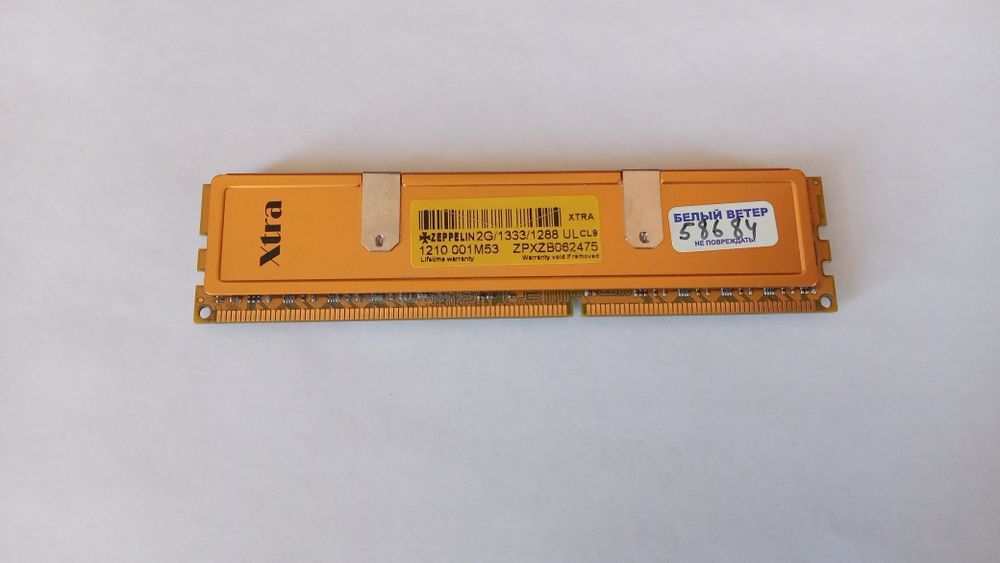 Xtra
XTRA
ZEPPELIN 2G/1333/1288 UL CL9
1210 001M53 ZPXZB062475
Lifetime warranty Warranty void if removed
БЕЛЫЙ ВЕТЕР
58684
НЕ ПОВРЕЖДАТЬ!